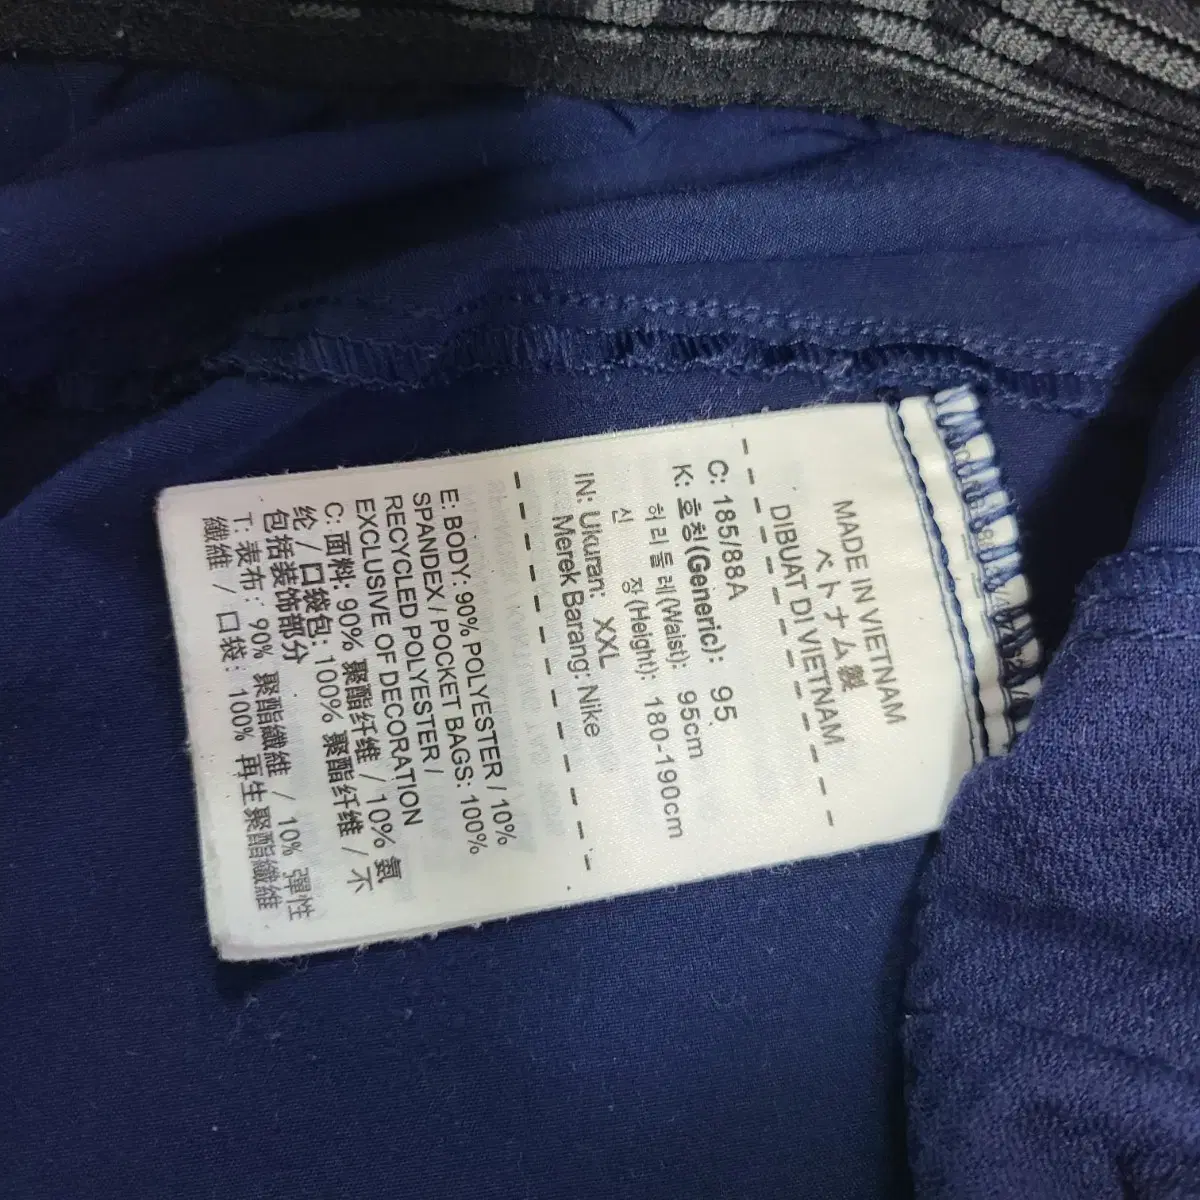 MADE IN VIETNAM
ベトナム製
DIBUAT DI VIETNAM
C: 185/88A
K: 호칭(Generic): 95
허리둘레(Waist): 95cm
신 장(Height): 180-190cm
IN: Ukuran: XXL
Merek Barang: Nike
E: BODY: 90% POLYESTER / 10%
SPANDEX / POCKET BAGS: 100%
RECYCLED POLYESTER /
EXCLUSIVE OF DECORATION
C: 面料: 90% 聚酯纤维 / 10% 氨
纶 / 口袋包: 100% 聚酯纤维 / 不
包括装饰部分
T: 表布: 90% 聚酯纖維 / 10% 彈性
纖維 / 口袋: 100% 再生聚酯纖維